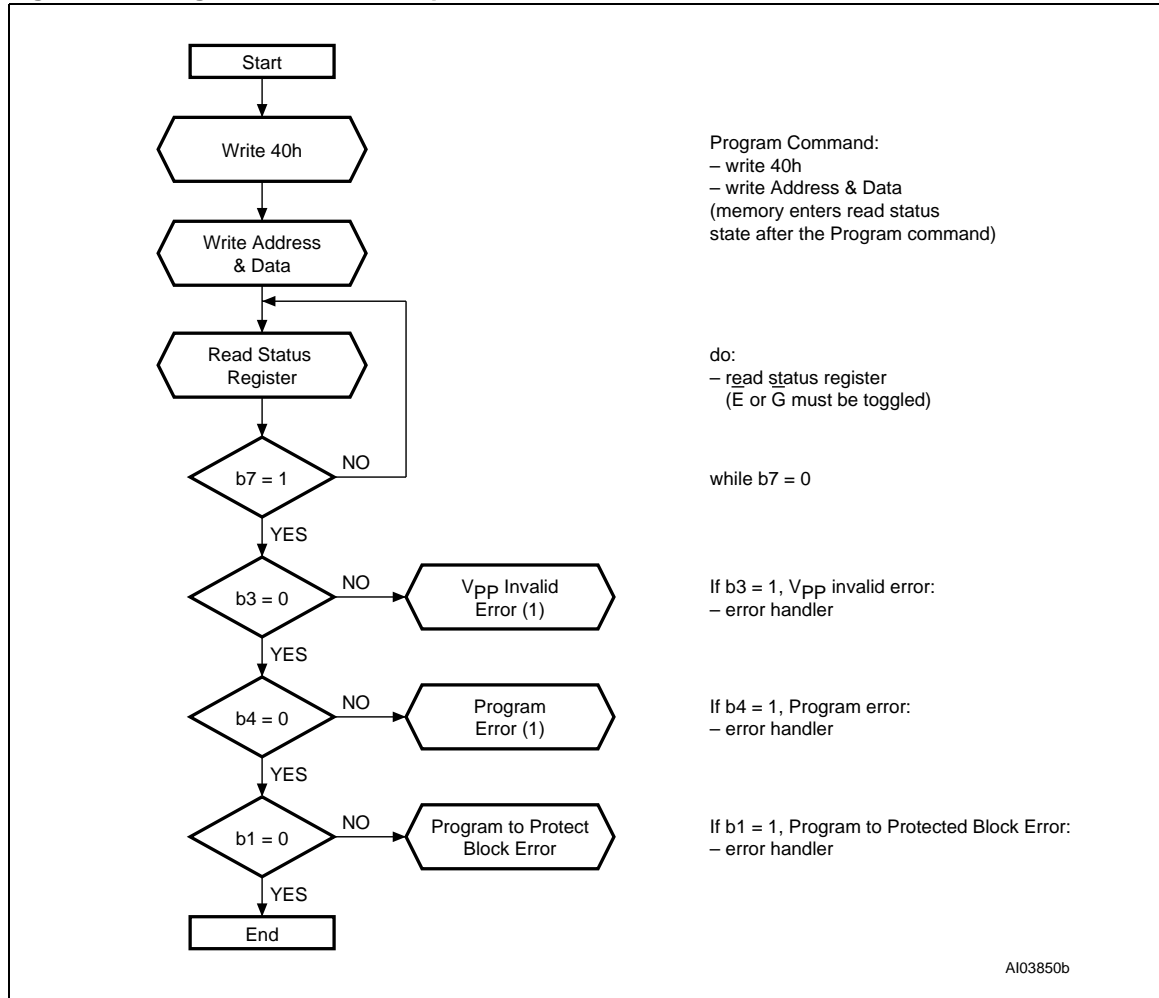 Start
Write 40h
Program Command:
– write 40h
– write Address & Data
(memory enters read status
state after the Program command)
Write Address
& Data
Read Status
Register
do:
– read status register
(E̅ or G̅ must be toggled)
b7 = 1
NO
while b7 = 0
YES
b3 = 0
NO
VPP Invalid
Error (1)
If b3 = 1, VPP invalid error:
– error handler
YES
b4 = 0
NO
Program
Error (1)
If b4 = 1, Program error:
– error handler
YES
b1 = 0
NO
Program to Protect
Block Error
If b1 = 1, Program to Protected Block Error:
– error handler
YES
End
AI03850b